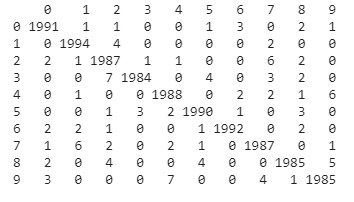 0 1 2 3 4 5 6 7 8 9
0 1991 1 1 0 0 1 3 0 2 1
1 0 1994 4 0 0 0 0 2 0 0
2 2 1 1987 1 1 0 0 6 2 0
3 0 0 7 1984 0 4 0 3 2 0
4 0 1 0 0 1988 0 2 2 1 6
5 0 0 1 3 2 1990 1 0 3 0
6 2 2 1 0 0 1 1992 0 2 0
7 1 6 2 0 2 1 0 1987 0 1
8 2 0 4 0 0 4 0 0 1985 5
9 3 0 0 0 7 0 0 4 1 1985